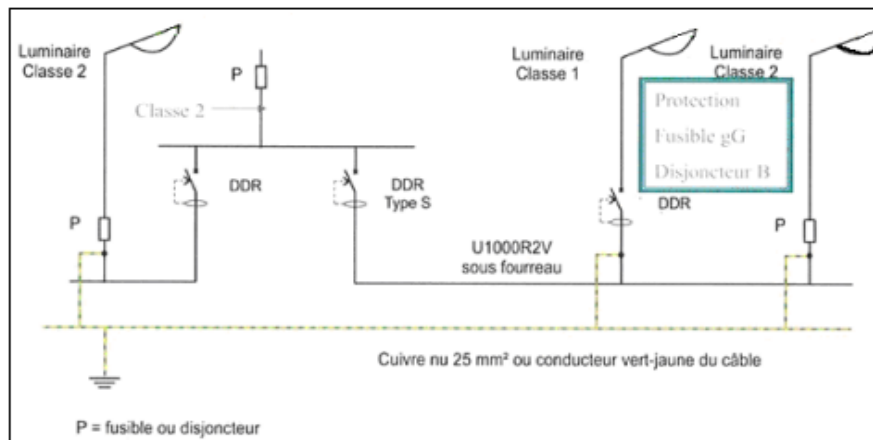 Luminaire
Classe 2
P
Classe 2
P
DDR
DDR
Type S
Luminaire
Classe 1
Luminaire
Classe 2
Protection
Fusible gG
Disjoncteur B
DDR
P
U1000R2V
sous fourreau
Cuivre nu 25 mm² ou conducteur vert-jaune du câble
P = fusible ou disjoncteur